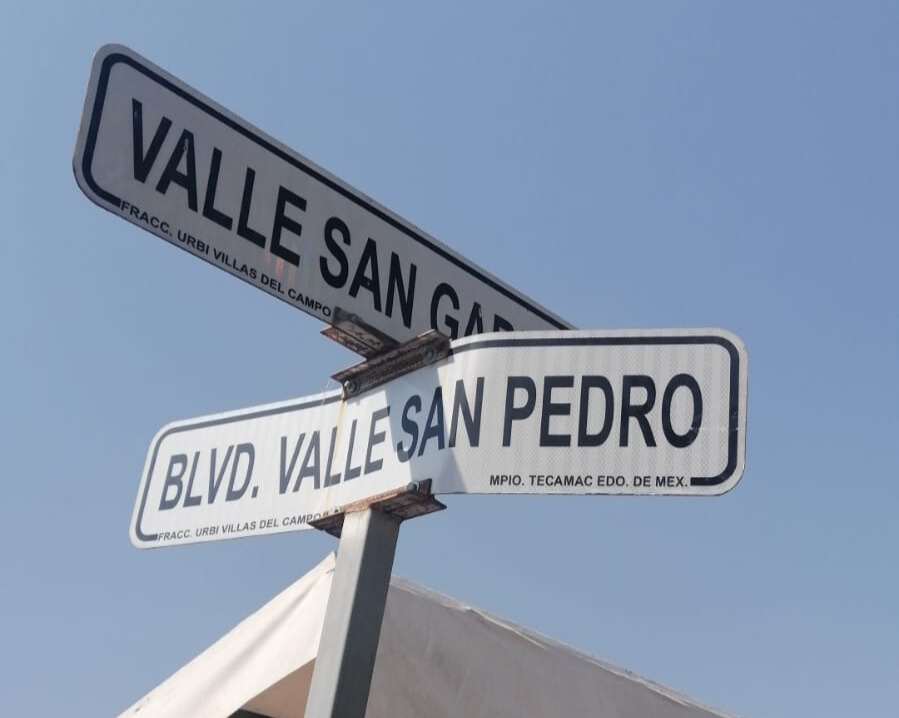 VALLE SAN
FRACC. URBI VILLAS DEL CAMPO
BLVD. VALLE SAN PEDRO
FRACC. URBI VILLAS DEL CAMPO
MPIO. TECAMAC EDO. DE MEX.